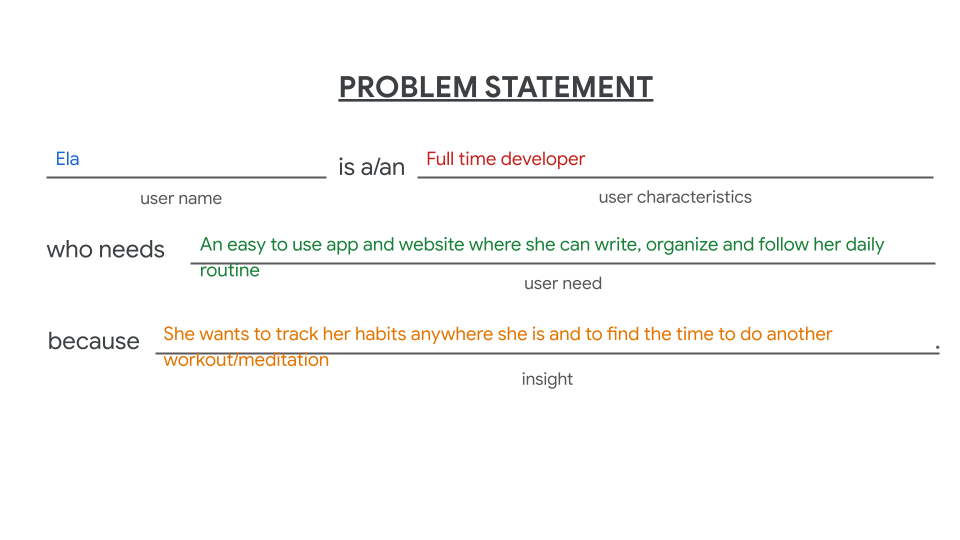 PROBLEM STATEMENT
Ela is a/an Full time developer
user name user characteristics
who needs An easy to use app and website where she can write, organize and follow her daily
routine
user need
because She wants to track her habits anywhere she is and to find the time to do another
workout/meditation .
insight